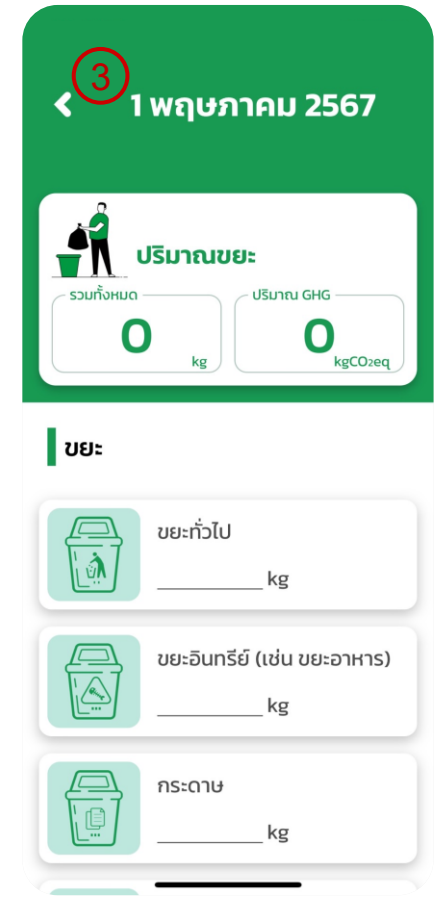 3
1 พฤษภาคม 2567
ปริมาณขยะ
รวมทั้งหมด
0
kg
ปริมาณ GHG
0
kgCO2eq
ขยะ
ขยะทั่วไป
__________ kg
ขยะอินทรีย์ (เช่น ขยะอาหาร)
__________ kg
กระดาษ
__________ kg